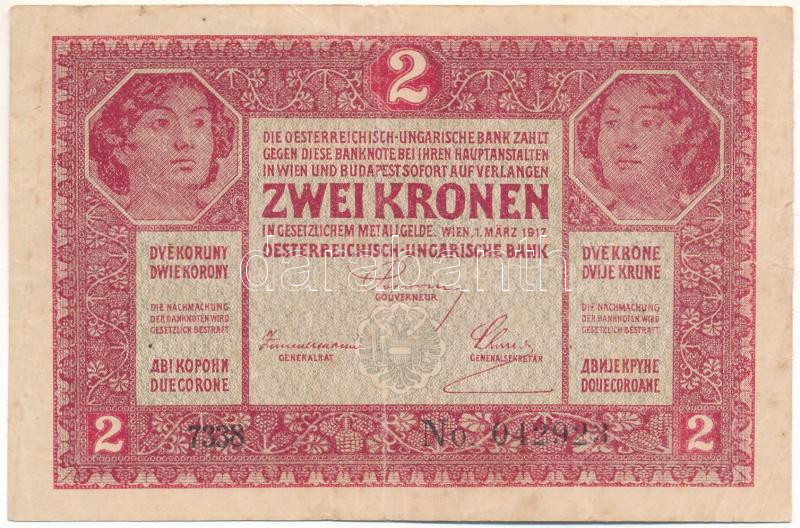 2
DIE OESTERREICHISCH-UNGARISCHE BANK ZAHLT
GEGEN DIESE BANKNOTE BEI IHREN HAUPTANSTALTEN
IN WIEN UND BUDAPEST SOFORT AUF VERLANGEN
ZWEI KRONEN
IN GESETZLICHEM METALLGELDE. WIEN, 1. MÄRZ 1917
OESTERREICHISCH-UNGARISCHE BANK
GOUVERNEUR
GENERALRAT
GENERALSEKRETÄR
DVĚ KORUNY
DWIE KORONY
DIE NACHMACHUNG
DER BANKNOTEN WIRD
GESETZLICH BESTRAFT
ДВІ КОРОНИ
DUE CORONE
DVE KRONE
DVIJE KRUNE
DIE NACHMACHUNG
DER BANKNOTEN WIRD
GESETZLICH BESTRAFT
ДВИЈЕ КРУНЕ
DOUE COROANE
2
7338
No. 042923
2
darabanth